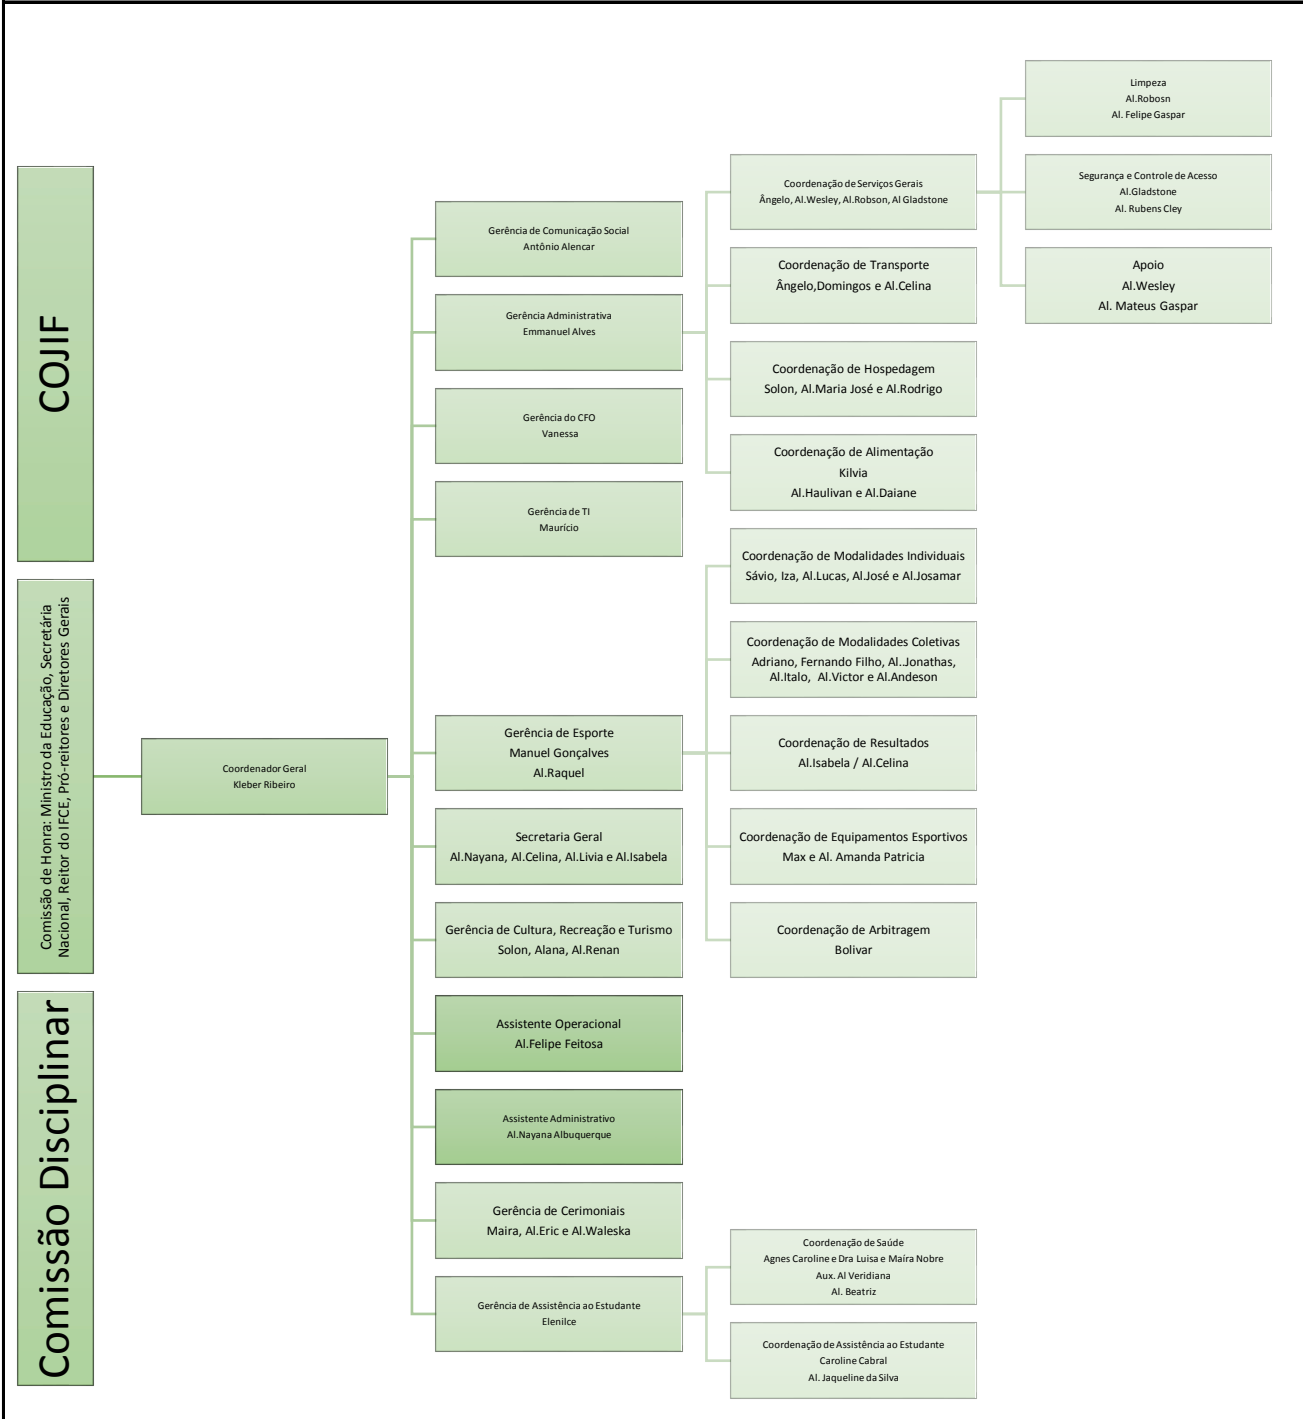 COJIF
Comissão de Honra: Ministro da Educação, Secretária
Nacional, Reitor do IFCE, Pró-reitores e Diretores Gerais
Comissão Disciplinar
Coordenador Geral
Kleber Ribeiro
Gerência de Comunicação Social
Antônio Alencar
Gerência Administrativa
Emmanuel Alves
Gerência do CFO
Vanessa
Gerência de TI
Maurício
Gerência de Esporte
Manuel Gonçalves
Al.Raquel
Secretaria Geral
Al.Nayana, Al.Celina, Al.Livia e Al.Isabela
Gerência de Cultura, Recreação e Turismo
Solon, Alana, Al.Renan
Assistente Operacional
Al.Felipe Feitosa
Assistente Administrativo
Al.Nayana Albuquerque
Gerência de Cerimoniais
Maira, Al.Eric e Al.Waleska
Gerência de Assistência ao Estudante
Elenilce
Coordenação de Serviços Gerais
Ângelo, Al.Wesley, Al.Robson, Al Gladstone
Coordenação de Transporte
Ângelo,Domingos e Al.Celina
Coordenação de Hospedagem
Solon, Al.Maria José e Al.Rodrigo
Coordenação de Alimentação
Kilvia
Al.Haulivan e Al.Daiane
Coordenação de Modalidades Individuais
Sávio, Iza, Al.Lucas, Al.José e Al.Josamar
Coordenação de Modalidades Coletivas
Adriano, Fernando Filho, Al..Jonathas,
Al.Italo, Al.Victor e Al.Andeson
Coordenação de Resultados
Al.Isabela / Al.Celina
Coordenação de Equipamentos Esportivos
Max e Al. Amanda Patricia
Coordenação de Arbitragem
Bolivar
Coordenação de Saúde
Agnes Caroline e Dra Luisa e Maíra Nobre
Aux. Al Veridiana
Al. Beatriz
Coordenação de Assistência ao Estudante
Caroline Cabral
Al. Jaqueline da Silva
Limpeza
Al.Robosn
Al. Felipe Gaspar
Segurança e Controle de Acesso
Al.Gladstone
Al. Rubens Cley
Apoio
Al.Wesley
Al. Mateus Gaspar